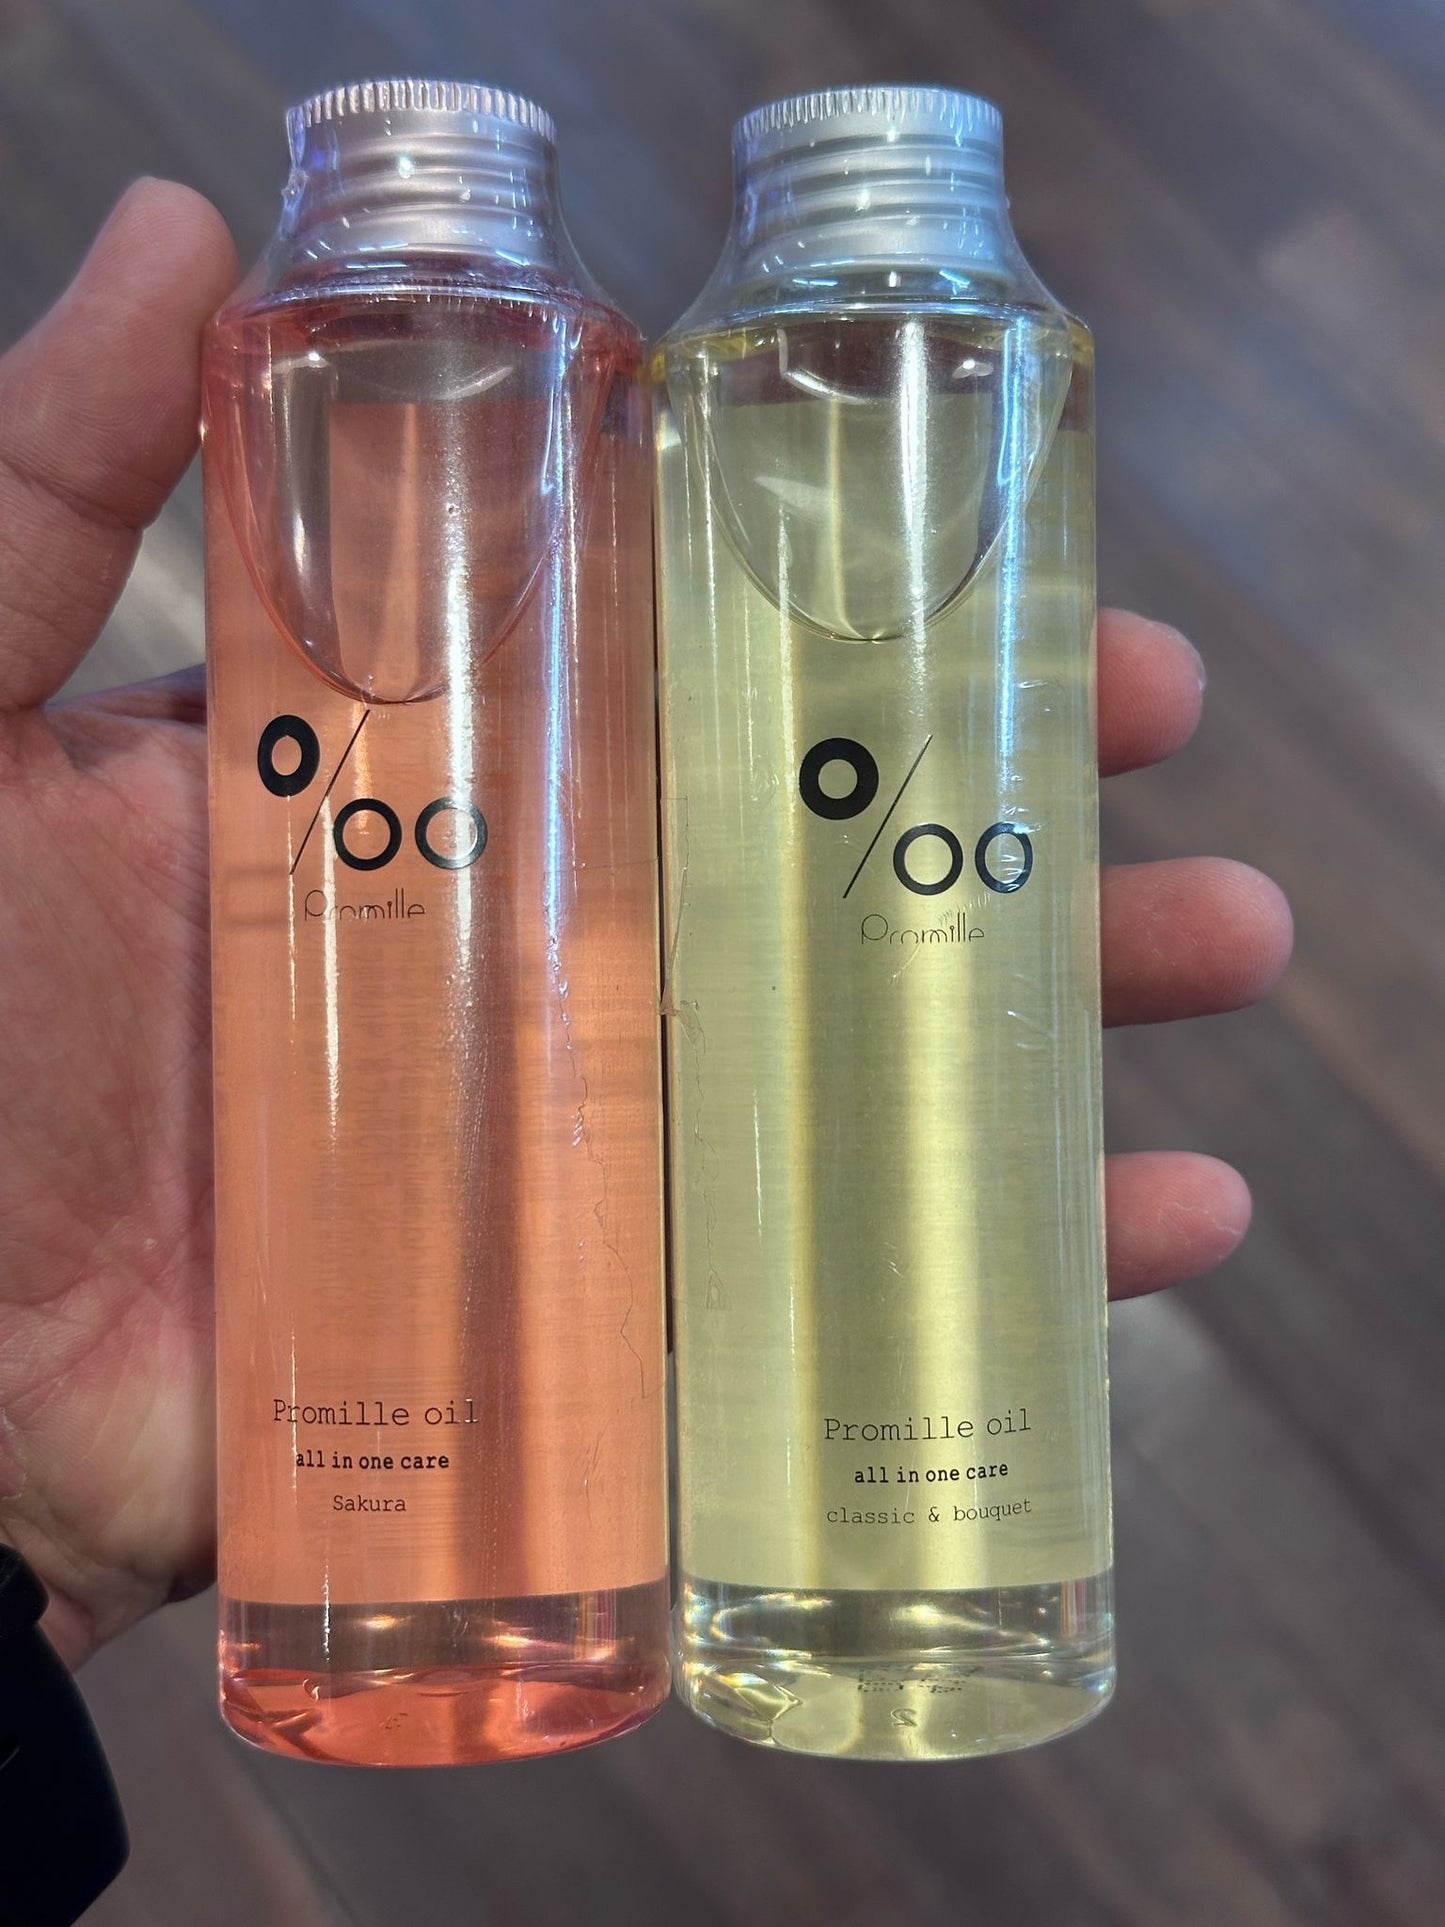 ‰
Promille
Promille oil
all in one care
Sakura
‰
Promille
Promille oil
all in one care
classic & bouquet